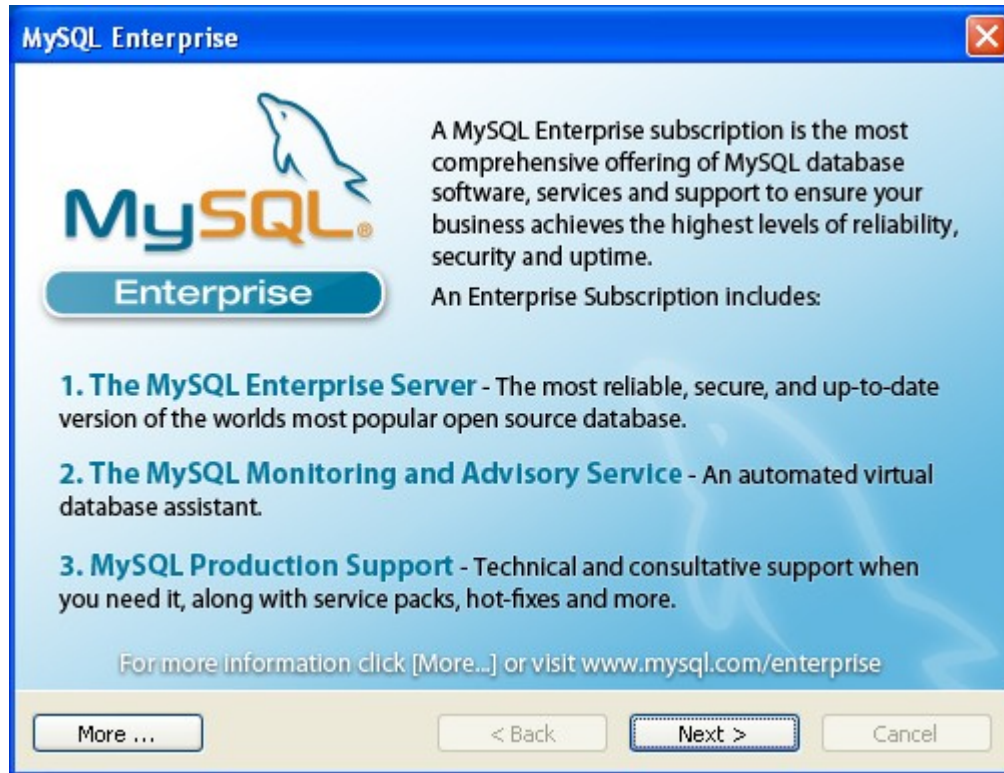 MySQL Enterprise
MySQL®
Enterprise
A MySQL Enterprise subscription is the most
comprehensive offering of MySQL database
software, services and support to ensure your
business achieves the highest levels of reliability,
security and uptime.
An Enterprise Subscription includes:
1. The MySQL Enterprise Server - The most reliable, secure, and up-to-date
version of the worlds most popular open source database.
2. The MySQL Monitoring and Advisory Service - An automated virtual
database assistant.
3. MySQL Production Support - Technical and consultative support when
you need it, along with service packs, hot-fixes and more.
For more information click [More...] or visit www.mysql.com/enterprise
More ...
< Back
Next >
Cancel